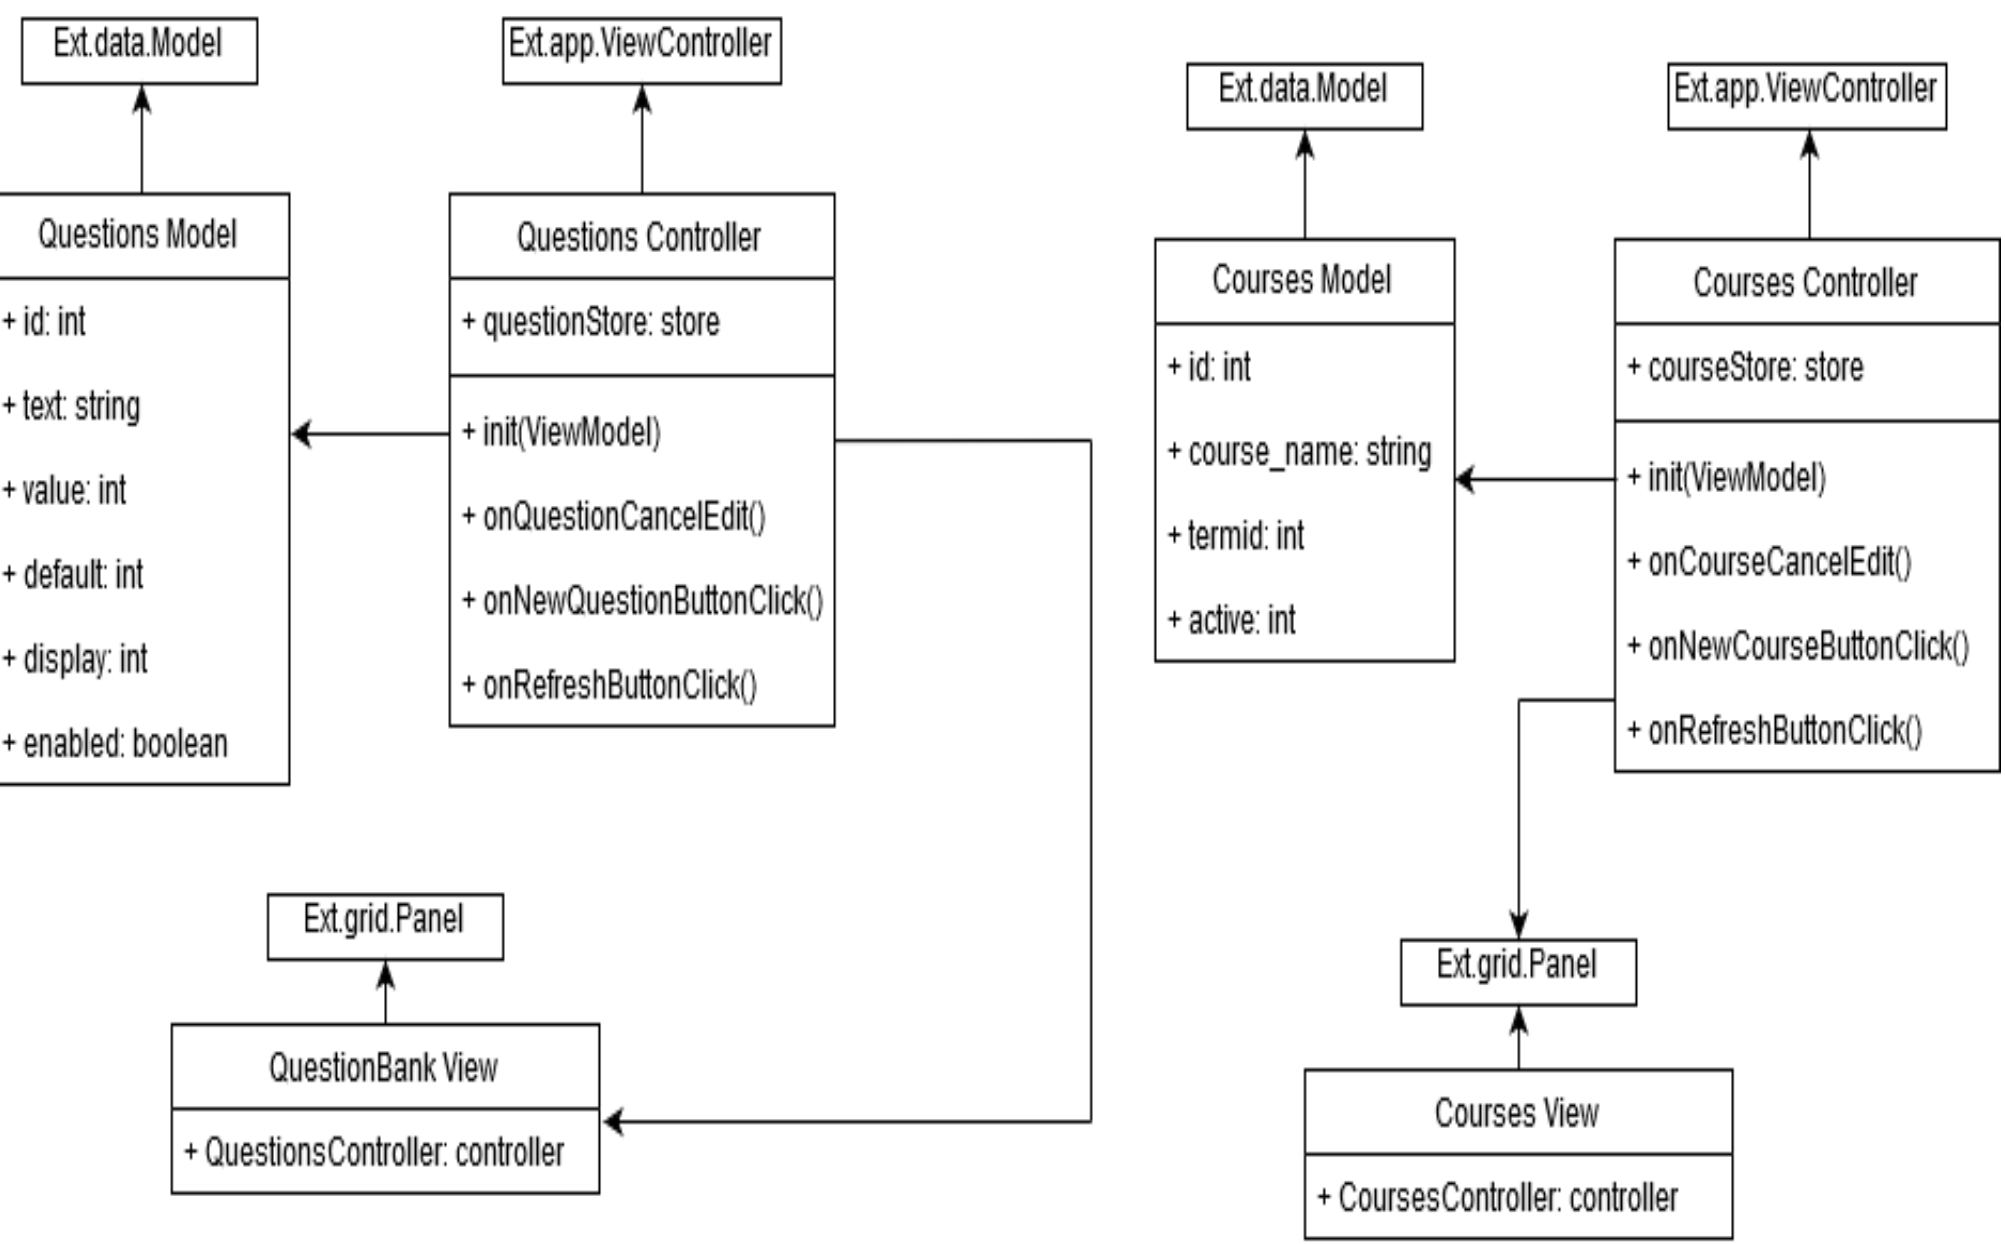 Ext.data.Model
Ext.app.ViewController
Questions Model
+ id: int
+ text: string
+ value: int
+ default: int
+ display: int
+ enabled: boolean
Questions Controller
+ questionStore: store
+ init(ViewModel)
+ onQuestionCancelEdit()
+ onNewQuestionButtonClick()
+ onRefreshButtonClick()
Ext.grid.Panel
QuestionBank View
+ QuestionsController: controller
Ext.data.Model
Ext.app.ViewController
Courses Model
+ id: int
+ course_name: string
+ termid: int
+ active: int
Courses Controller
+ courseStore: store
+ init(ViewModel)
+ onCourseCancelEdit()
+ onNewCourseButtonClick()
+ onRefreshButtonClick()
Ext.grid.Panel
Courses View
+ CoursesController: controller